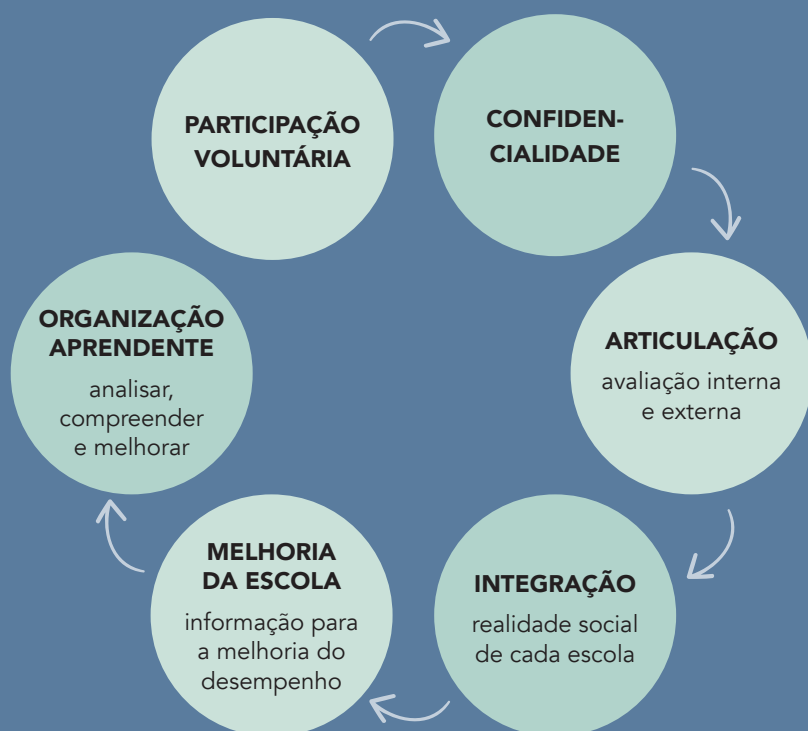 PARTICIPAÇÃO
VOLUNTÁRIA
CONFIDEN-
CIALIDADE
ARTICULAÇÃO
avaliação interna
e externa
INTEGRAÇÃO
realidade social
de cada escola
MELHORIA
DA ESCOLA
informação para
a melhoria do
desempenho
ORGANIZAÇÃO
APRENDENTE
analisar,
compreender
e melhorar